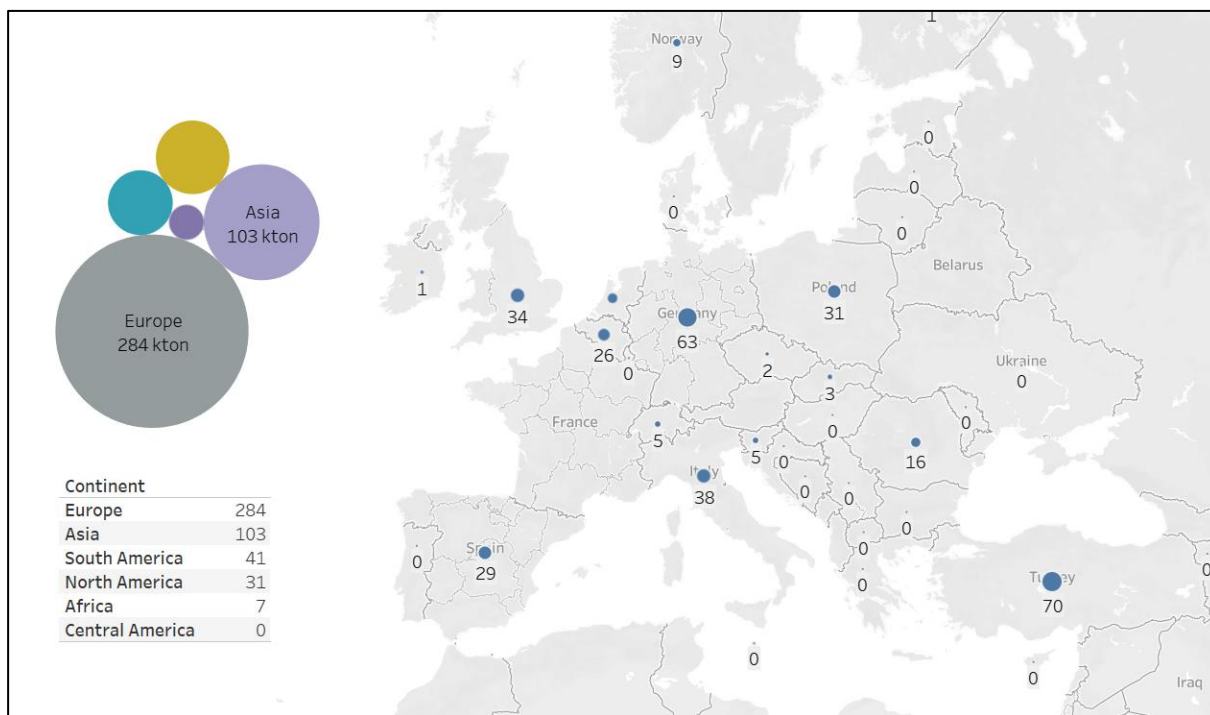 1
Norway
9
0
0
0
0
Asia
103 kton
Belarus
1
34
Poland
31
Germany
63
Europe
284 kton
26
0
2
3
Ukraine
0
France
5
5
0
0
0
16
Italy
38
0
0
0
0
0
0
Spain
29
0
Turkey
70
0
0
0
Iraq
Continent
Europe 284
Asia 103
South America 41
North America 31
Africa 7
Central America 0